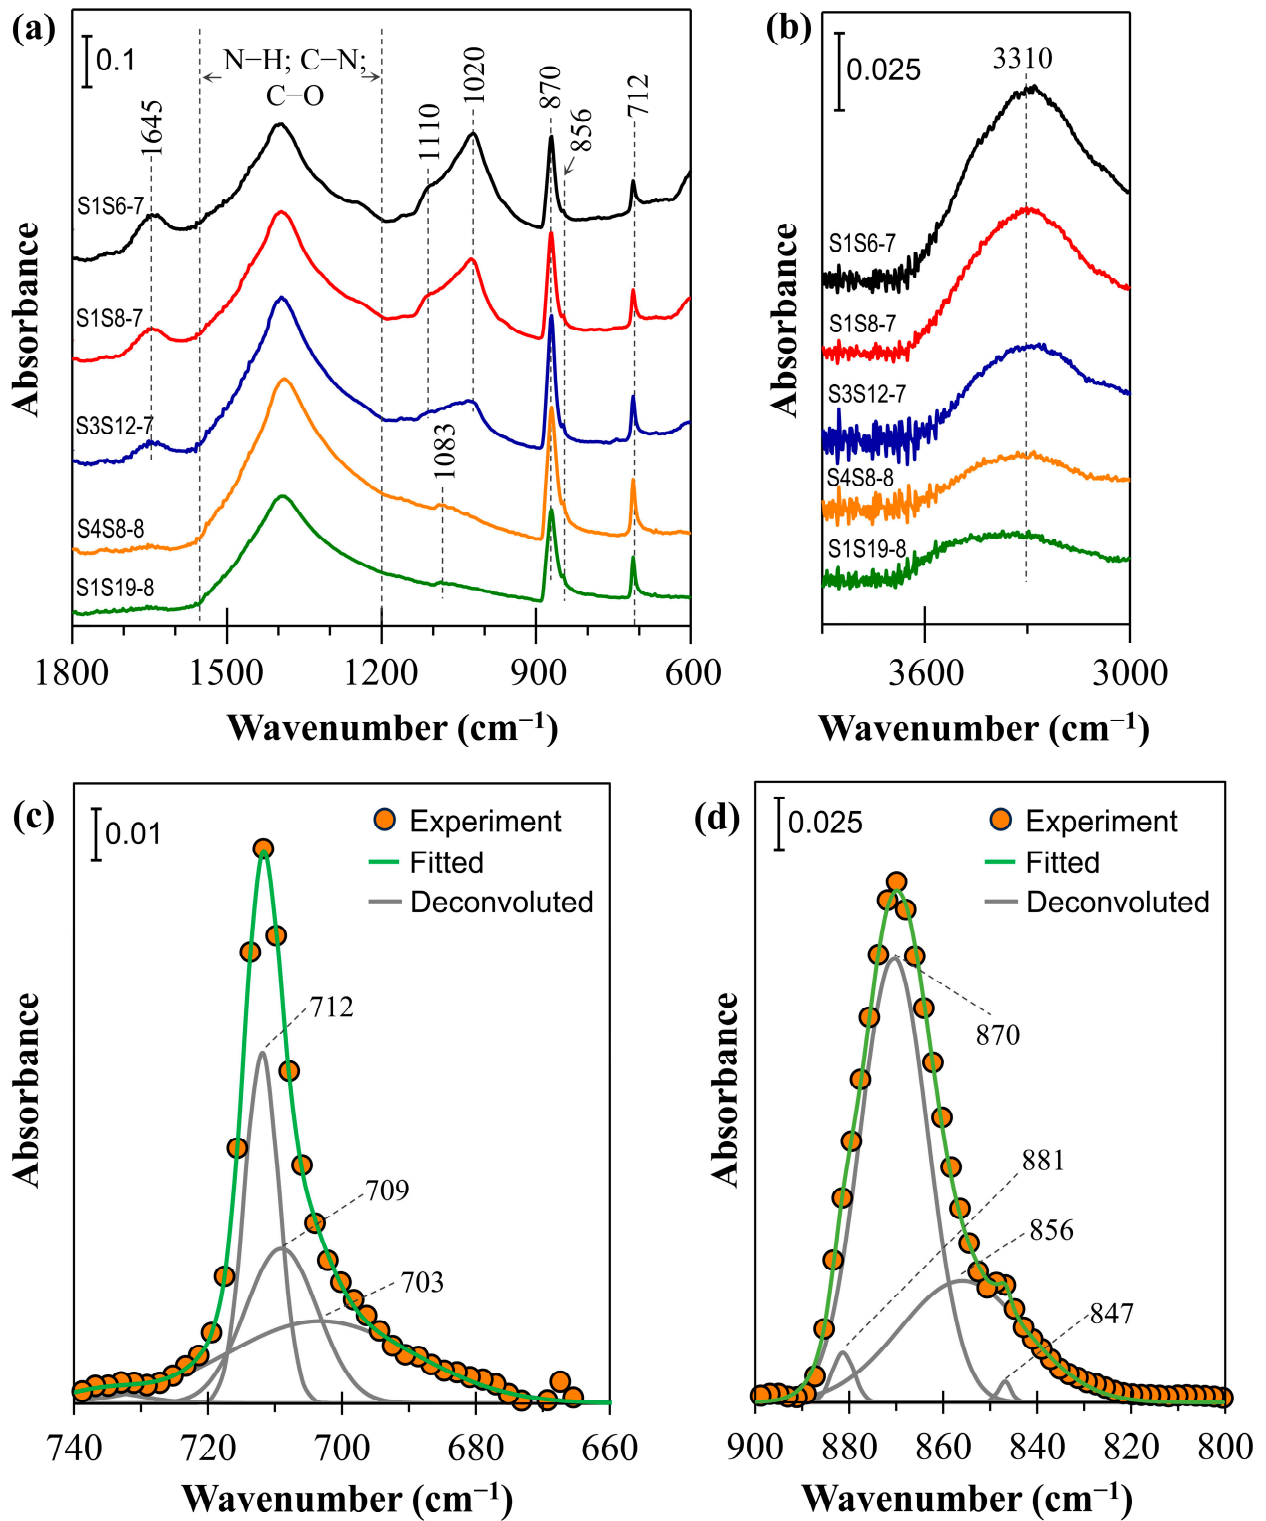 (a)
0.1
N−H; C−N;
C−O
1645
1110
1020
870
856
712
S1S6-7
S1S8-7
S3S12-7
1083
S4S8-8
S1S19-8
Absorbance
1800 1500 1200 900 600
Wavenumber (cm⁻¹)
(b)
0.025
3310
S1S6-7
S1S8-7
S3S12-7
S4S8-8
S1S19-8
Absorbance
3600 3000
Wavenumber (cm⁻¹)
(c)
0.01
Experiment
Fitted
Deconvoluted
712
709
703
Absorbance
740 720 700 680 660
Wavenumber (cm⁻¹)
(d)
0.025
Experiment
Fitted
Deconvoluted
870
881
856
847
Absorbance
900 880 860 840 820 800
Wavenumber (cm⁻¹)